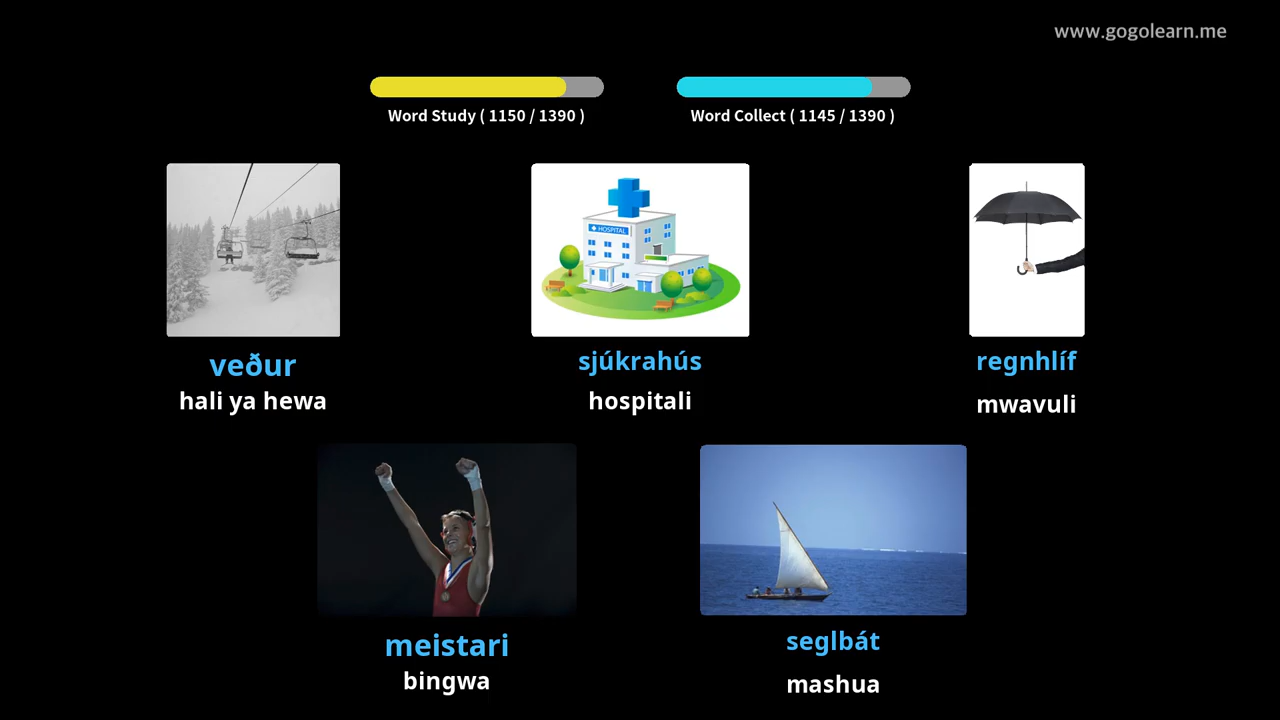 www.gogolearn.me
Word Study ( 1150 / 1390 )
Word Collect ( 1145 / 1390 )
HOSPITAL
veður
hali ya hewa
sjúkrahús
hospitali
regnhlíf
mwavuli
meistari
bingwa
seglbát
mashua